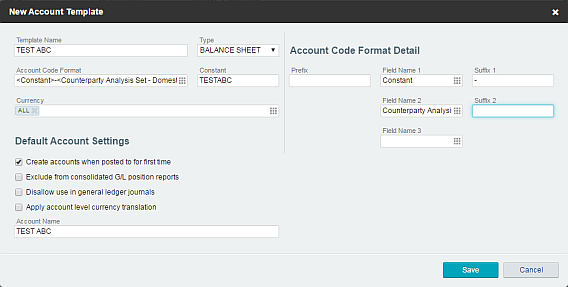 New Account Template
Template Name
Type
TEST ABC
BALANCE SHEET
Account Code Format
Constant
<Constant>-<Counterparty Analysis Set - Domest
TESTABC
Currency
ALL
Default Account Settings
Create accounts when posted to for first time
Exclude from consolidated G/L position reports
Disallow use in general ledger journals
Apply account level currency translation
Account Name
TEST ABC
Account Code Format Detail
Prefix
Field Name 1
Suffix 1
Constant
-
Field Name 2
Suffix 2
Counterparty Analysi
Field Name 3
Save
Cancel